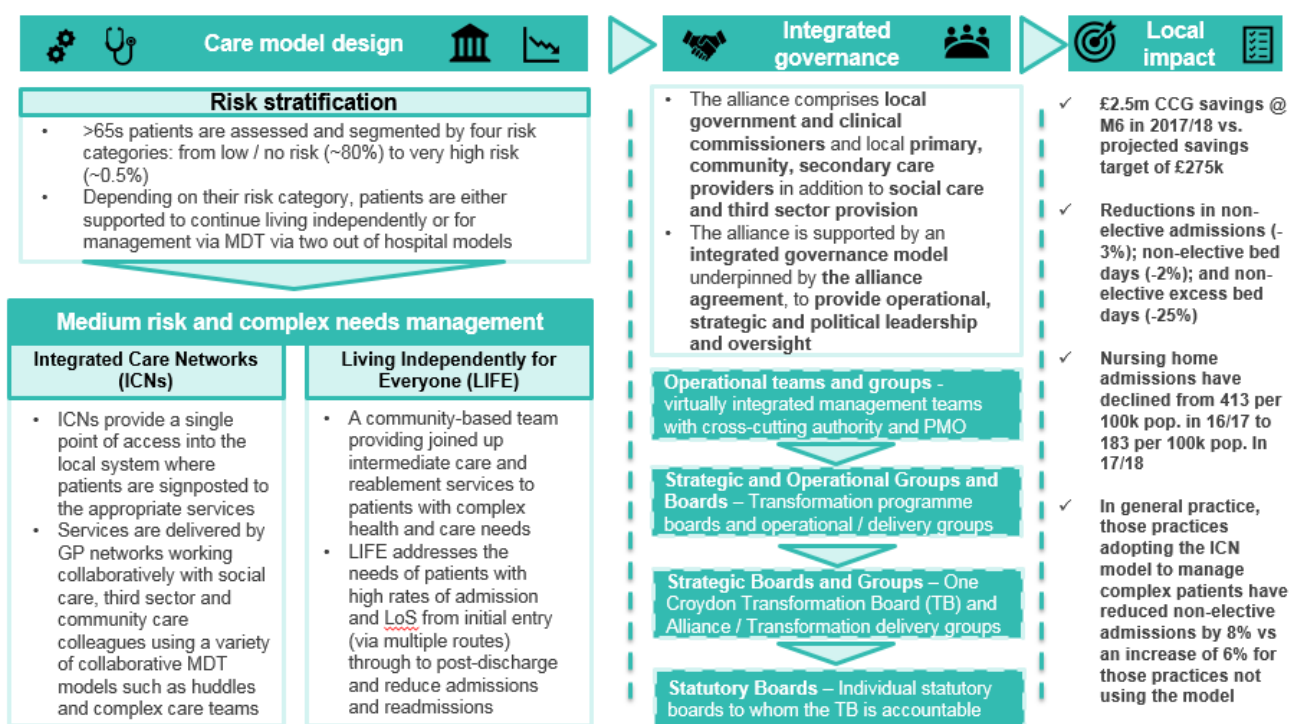 Care model design
Risk stratification
• >65s patients are assessed and segmented by four risk
categories: from low / no risk (~80%) to very high risk
(~0.5%)
• Depending on their risk category, patients are either
supported to continue living independently or for
management via MDT via two out of hospital models
Medium risk and complex needs management
Integrated Care Networks
(ICNs)
• ICNs provide a single
point of access into the
local system where
patients are signposted to
the appropriate services
• Services are delivered by
GP networks working
collaboratively with social
care, third sector and
community care
colleagues using a variety
of collaborative MDT
models such as huddles
and complex care teams
Living Independently for
Everyone (LIFE)
• A community-based team
providing joined up
intermediate care and
reablement services to
patients with complex
health and care needs
• LIFE addresses the
needs of patients with
high rates of admission
and LoS from initial entry
(via multiple routes)
through to post-discharge
and reduce admissions
and readmissions
Integrated
governance
• The alliance comprises local
government and clinical
commissioners and local primary,
community, secondary care
providers in addition to social care
and third sector provision
• The alliance is supported by an
integrated governance model
underpinned by the alliance
agreement, to provide operational,
strategic and political leadership
and oversight
Operational teams and groups -
virtually integrated management teams
with cross-cutting authority and PMO
Strategic and Operational Groups and
Boards – Transformation programme
boards and operational / delivery groups
Strategic Boards and Groups – One
Croydon Transformation Board (TB) and
Alliance / Transformation delivery groups
Statutory Boards – Individual statutory
boards to whom the TB is accountable
Local
impact
✓ £2.5m CCG savings @
M6 in 2017/18 vs.
projected savings
target of £275k
✓ Reductions in non-
elective admissions (-
3%); non-elective bed
days (-2%); and non-
elective excess bed
days (-25%)
✓ Nursing home
admissions have
declined from 413 per
100k pop. in 16/17 to
183 per 100k pop. In
17/18
✓ In general practice,
those practices
adopting the ICN
model to manage
complex patients have
reduced non-elective
admissions by 8% vs
an increase of 6% for
those practices not
using the model